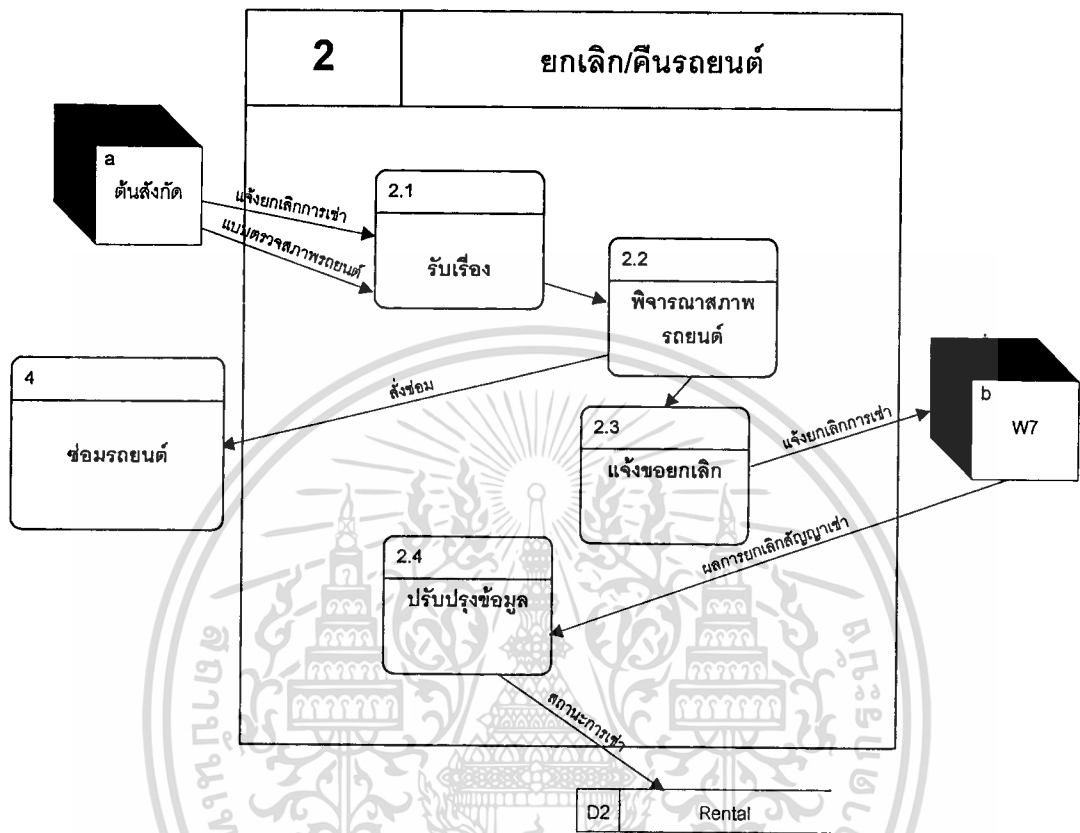 2
ยกเลิก/คืนรถยนต์
a
ต้นสังกัด
แจ้งยกเลิกการเช่า
แบบตรวจสภาพรถยนต์
2.1
รับเรื่อง
2.2
พิจารณาสภาพ
รถยนต์
4
ซ่อมรถยนต์
สั่งซ่อม
2.3
แจ้งขอยกเลิก
แจ้งยกเลิกการเช่า
b
W7
ผลการยกเลิกสัญญาเช่า
2.4
ปรับปรุงข้อมูล
สถานะการเช่า
D2
Rental